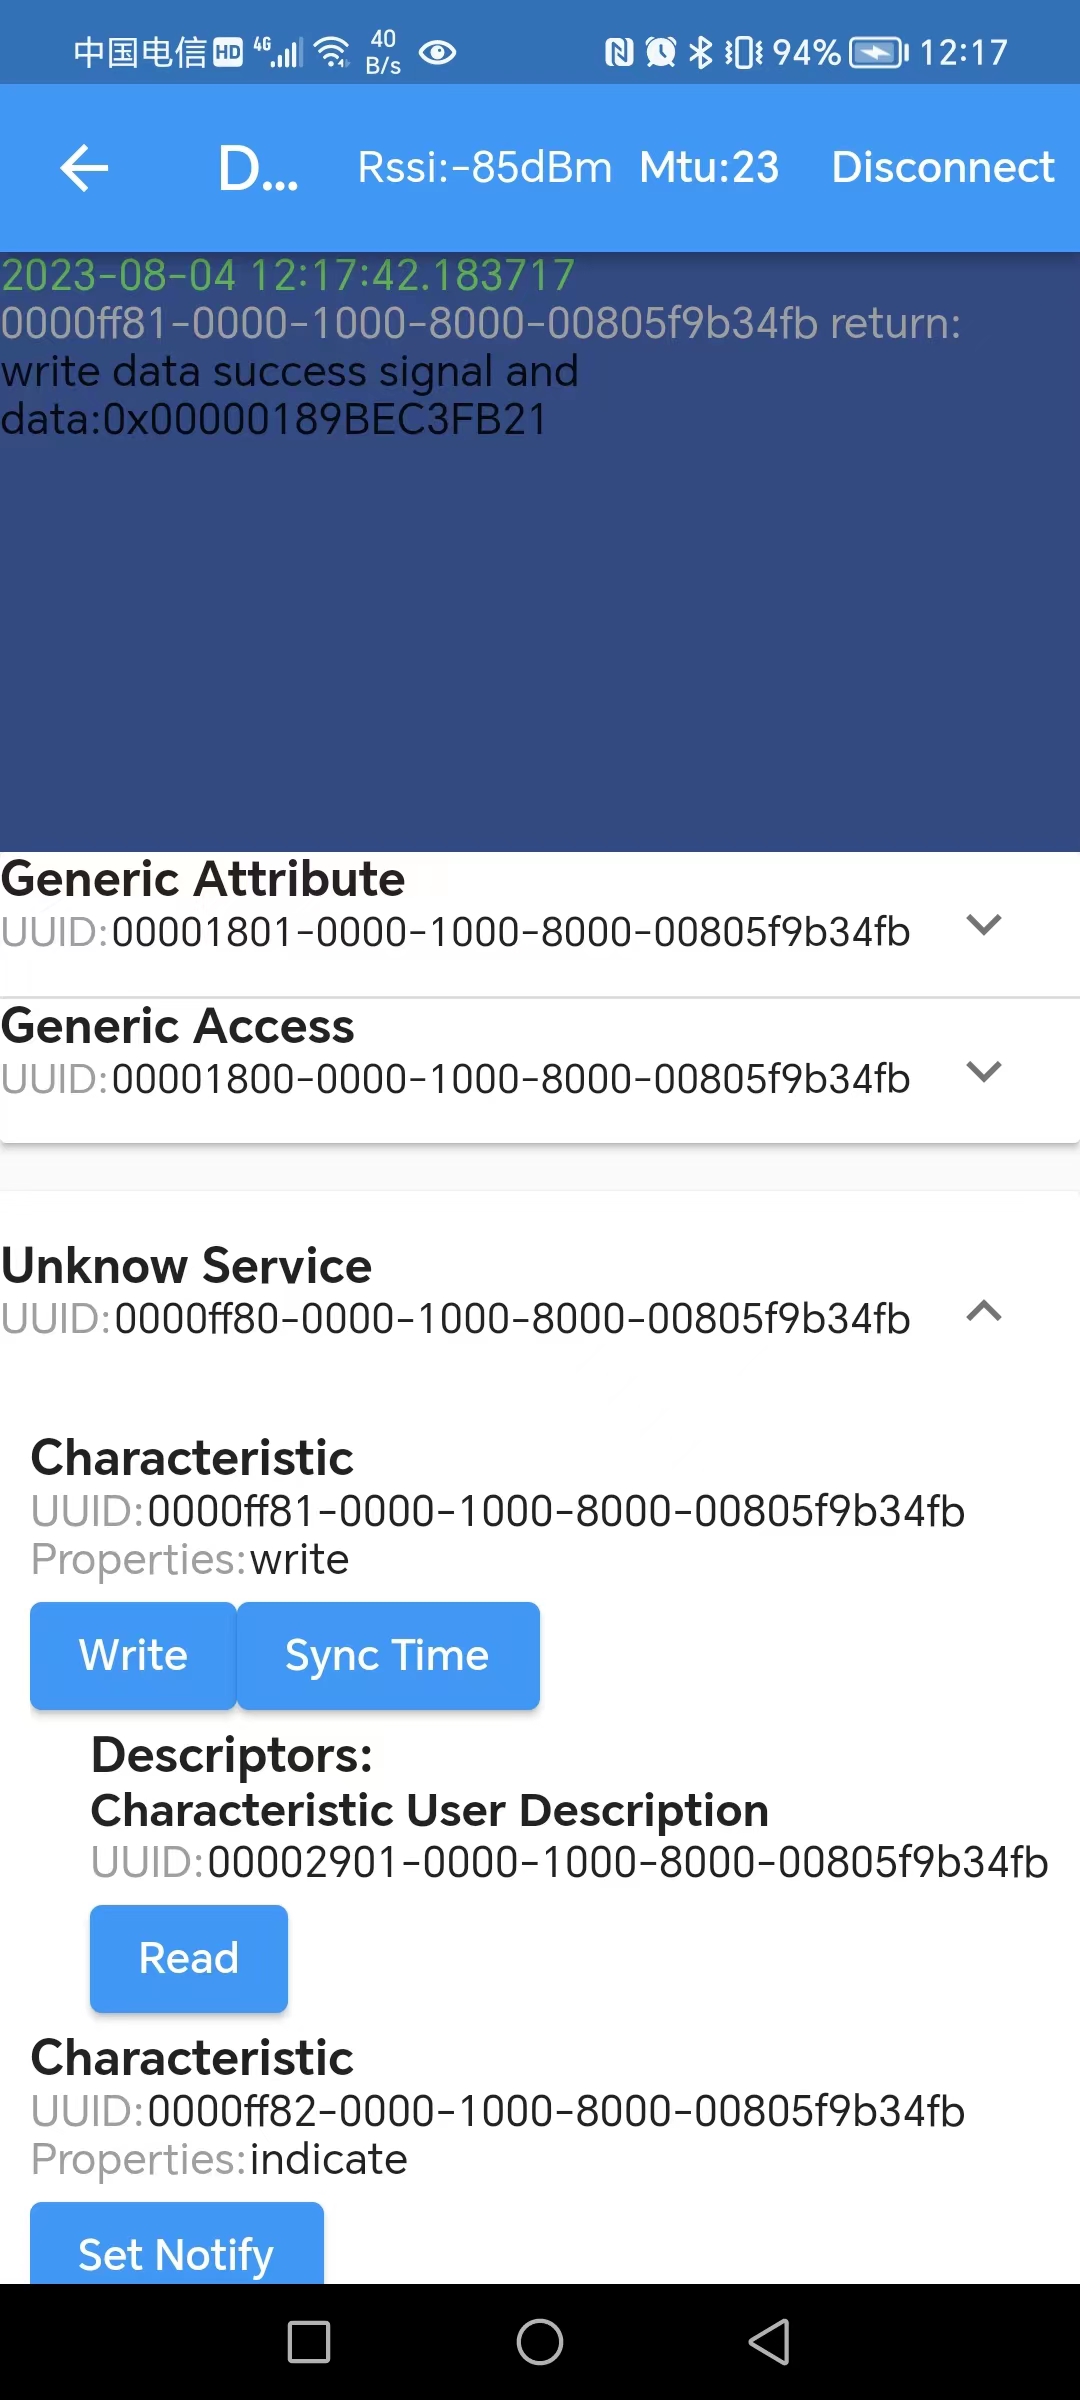 中国电信 HD 4G 40 B/s 94% 12:17
D... Rssi:-85dBm Mtu:23 Disconnect
2023-08-04 12:17:42.183717
0000ff81-0000-1000-8000-00805f9b34fb return:
write data success signal and
data:0x00000189BEC3FB21
Generic Attribute
UUID:00001801-0000-1000-8000-00805f9b34fb
Generic Access
UUID:00001800-0000-1000-8000-00805f9b34fb
Unknow Service
UUID:0000ff80-0000-1000-8000-00805f9b34fb
Characteristic
UUID:0000ff81-0000-1000-8000-00805f9b34fb
Properties:write
Write Sync Time
Descriptors:
Characteristic User Description
UUID:00002901-0000-1000-8000-00805f9b34fb
Read
Characteristic
UUID:0000ff82-0000-1000-8000-00805f9b34fb
Properties:indicate
Set Notify